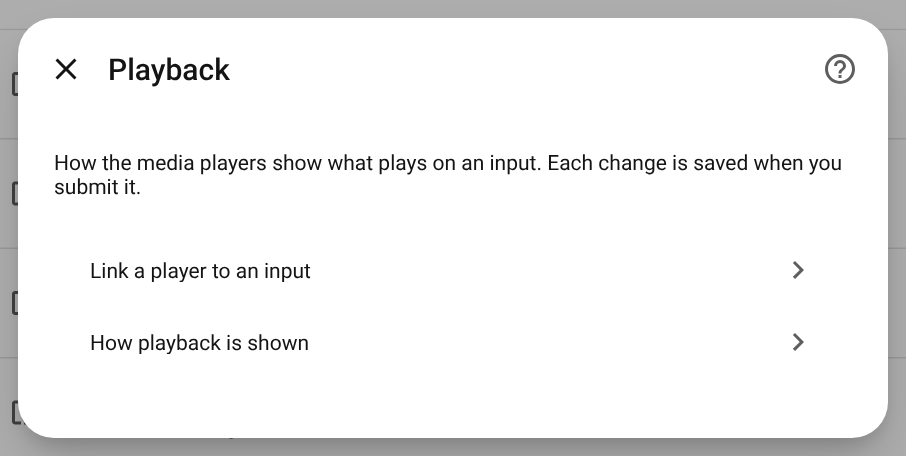 Playback
How the media players show what plays on an input. Each change is saved when you
submit it.
Link a player to an input
How playback is shown